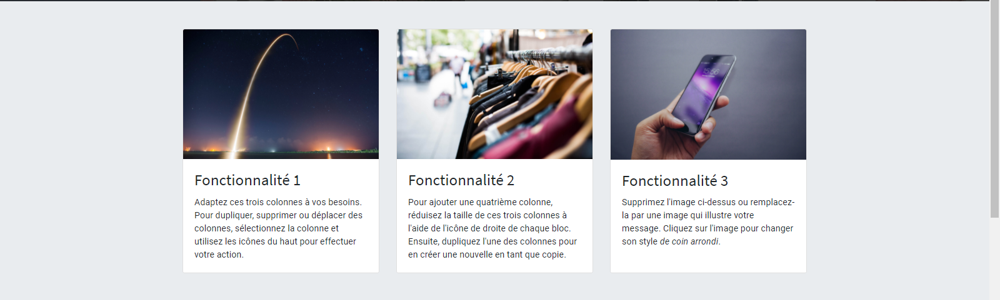 15:56
Fonctionnalité 1
Adaptez ces trois colonnes à vos besoins.
Pour dupliquer, supprimer ou déplacer des
colonnes, sélectionnez la colonne et
utilisez les icônes du haut pour effectuer
votre action.
Fonctionnalité 2
Pour ajouter une quatrième colonne,
réduisez la taille de ces trois colonnes à
l'aide de l'icône de droite de chaque bloc.
Ensuite, dupliquez l'une des colonnes pour
en créer une nouvelle en tant que copie.
Fonctionnalité 3
Supprimez l'image ci-dessus ou remplacez-
la par une image qui illustre votre
message. Cliquez sur l'image pour changer
son style de coin arrondi.